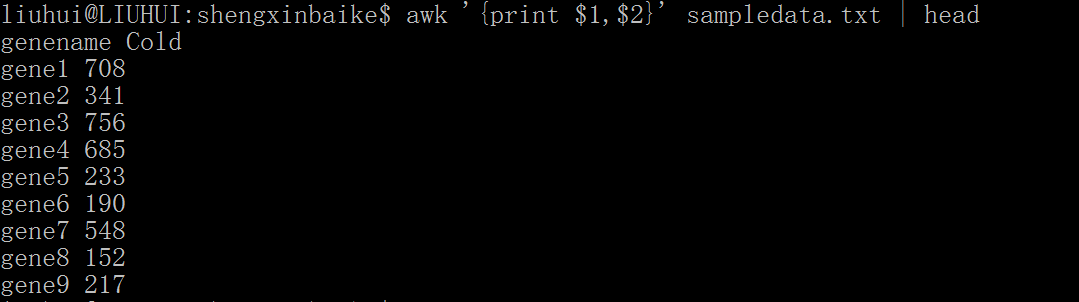 liuhui@LIUHUI:shengxinbaike$ awk '{print $1,$2}' sampledata.txt | head
genename Cold
gene1 708
gene2 341
gene3 756
gene4 685
gene5 233
gene6 190
gene7 548
gene8 152
gene9 217